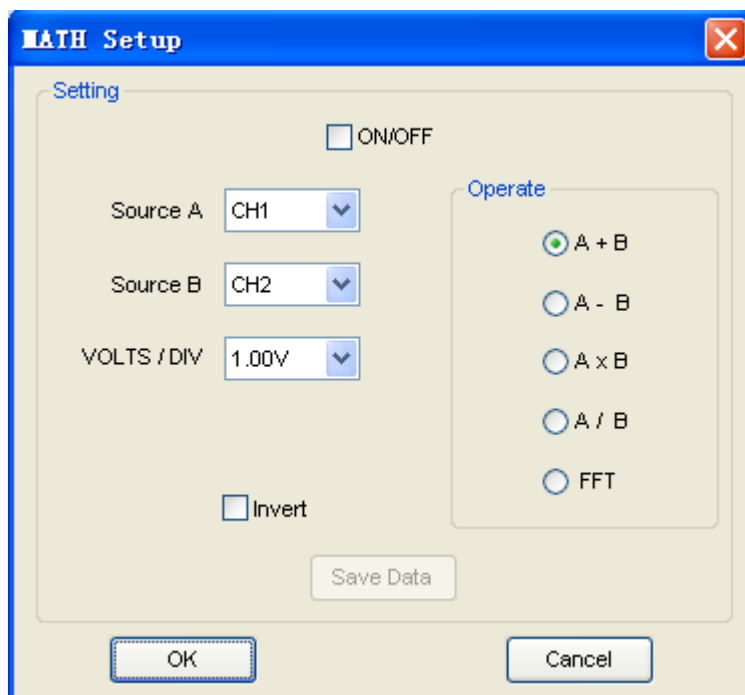 MATH Setup
Setting
ON/OFF
Source A CH1
Source B CH2
VOLTS / DIV 1.00V
Invert
Operate
A + B
A - B
A x B
A / B
FFT
Save Data
OK Cancel